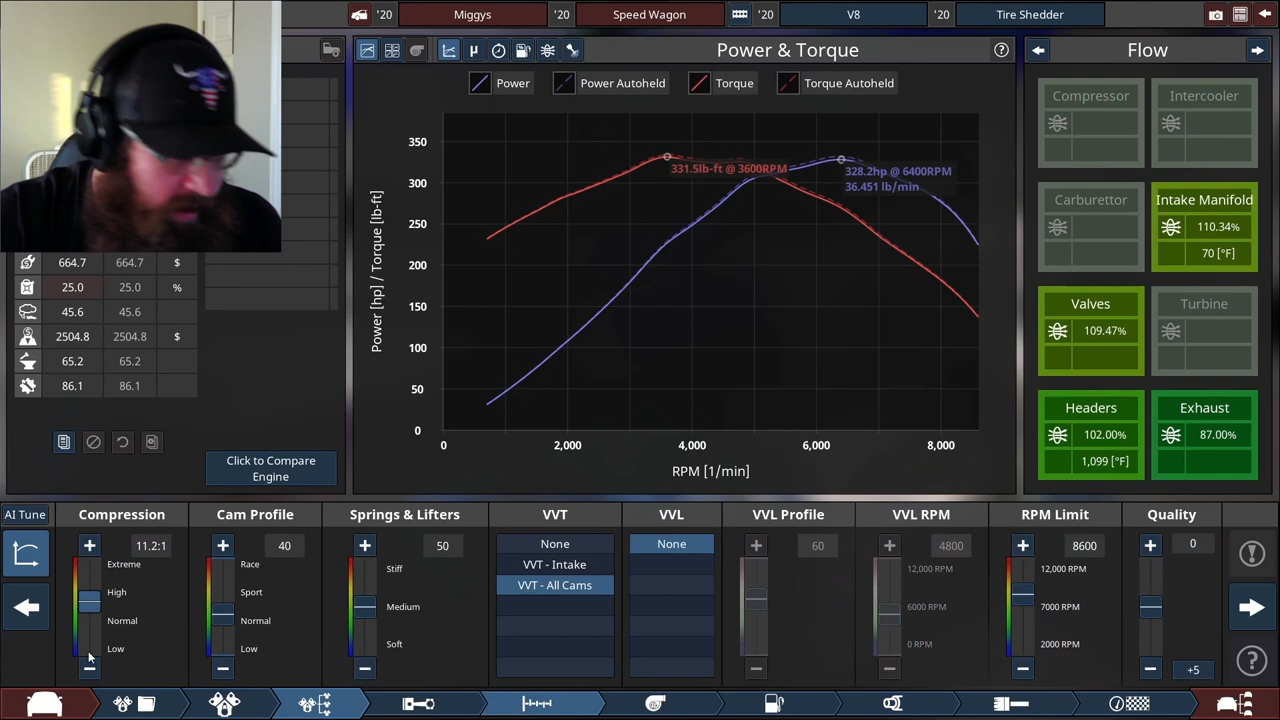 '20
Miggys
'20
Speed Wagon
'20
V8
'20
Tire Shedder
Power & Torque
Flow
Power
Power Autoheld
Torque
Torque Autoheld
350
300
250
200
150
100
50
0
0
2,000
4,000
6,000
8,000
Power [hp] / Torque [lb-ft]
RPM [1/min]
331.5lb-ft @ 3600RPM
328.2hp @ 6400RPM
36.451 lb/min
Compressor
Intercooler
Carburettor
Intake Manifold
110.34%
70 [°F]
Valves
109.47%
Turbine
Headers
102.00%
1,099 [°F]
Exhaust
87.00%
664.7 664.7 $
25.0 25.0 %
45.6 45.6
2504.8 2504.8 $
65.2 65.2
86.1 86.1
Click to Compare
Engine
AI Tune
Compression
11.2:1
Extreme
High
Normal
Low
Cam Profile
40
Race
Sport
Normal
Low
Springs & Lifters
50
Stiff
Medium
Soft
VVT
None
VVT - Intake
VVT - All Cams
VVL
None
VVL Profile
60
VVL RPM
4800
12,000 RPM
6000 RPM
0 RPM
RPM Limit
8600
12,000 RPM
7000 RPM
2000 RPM
Quality
0
+5